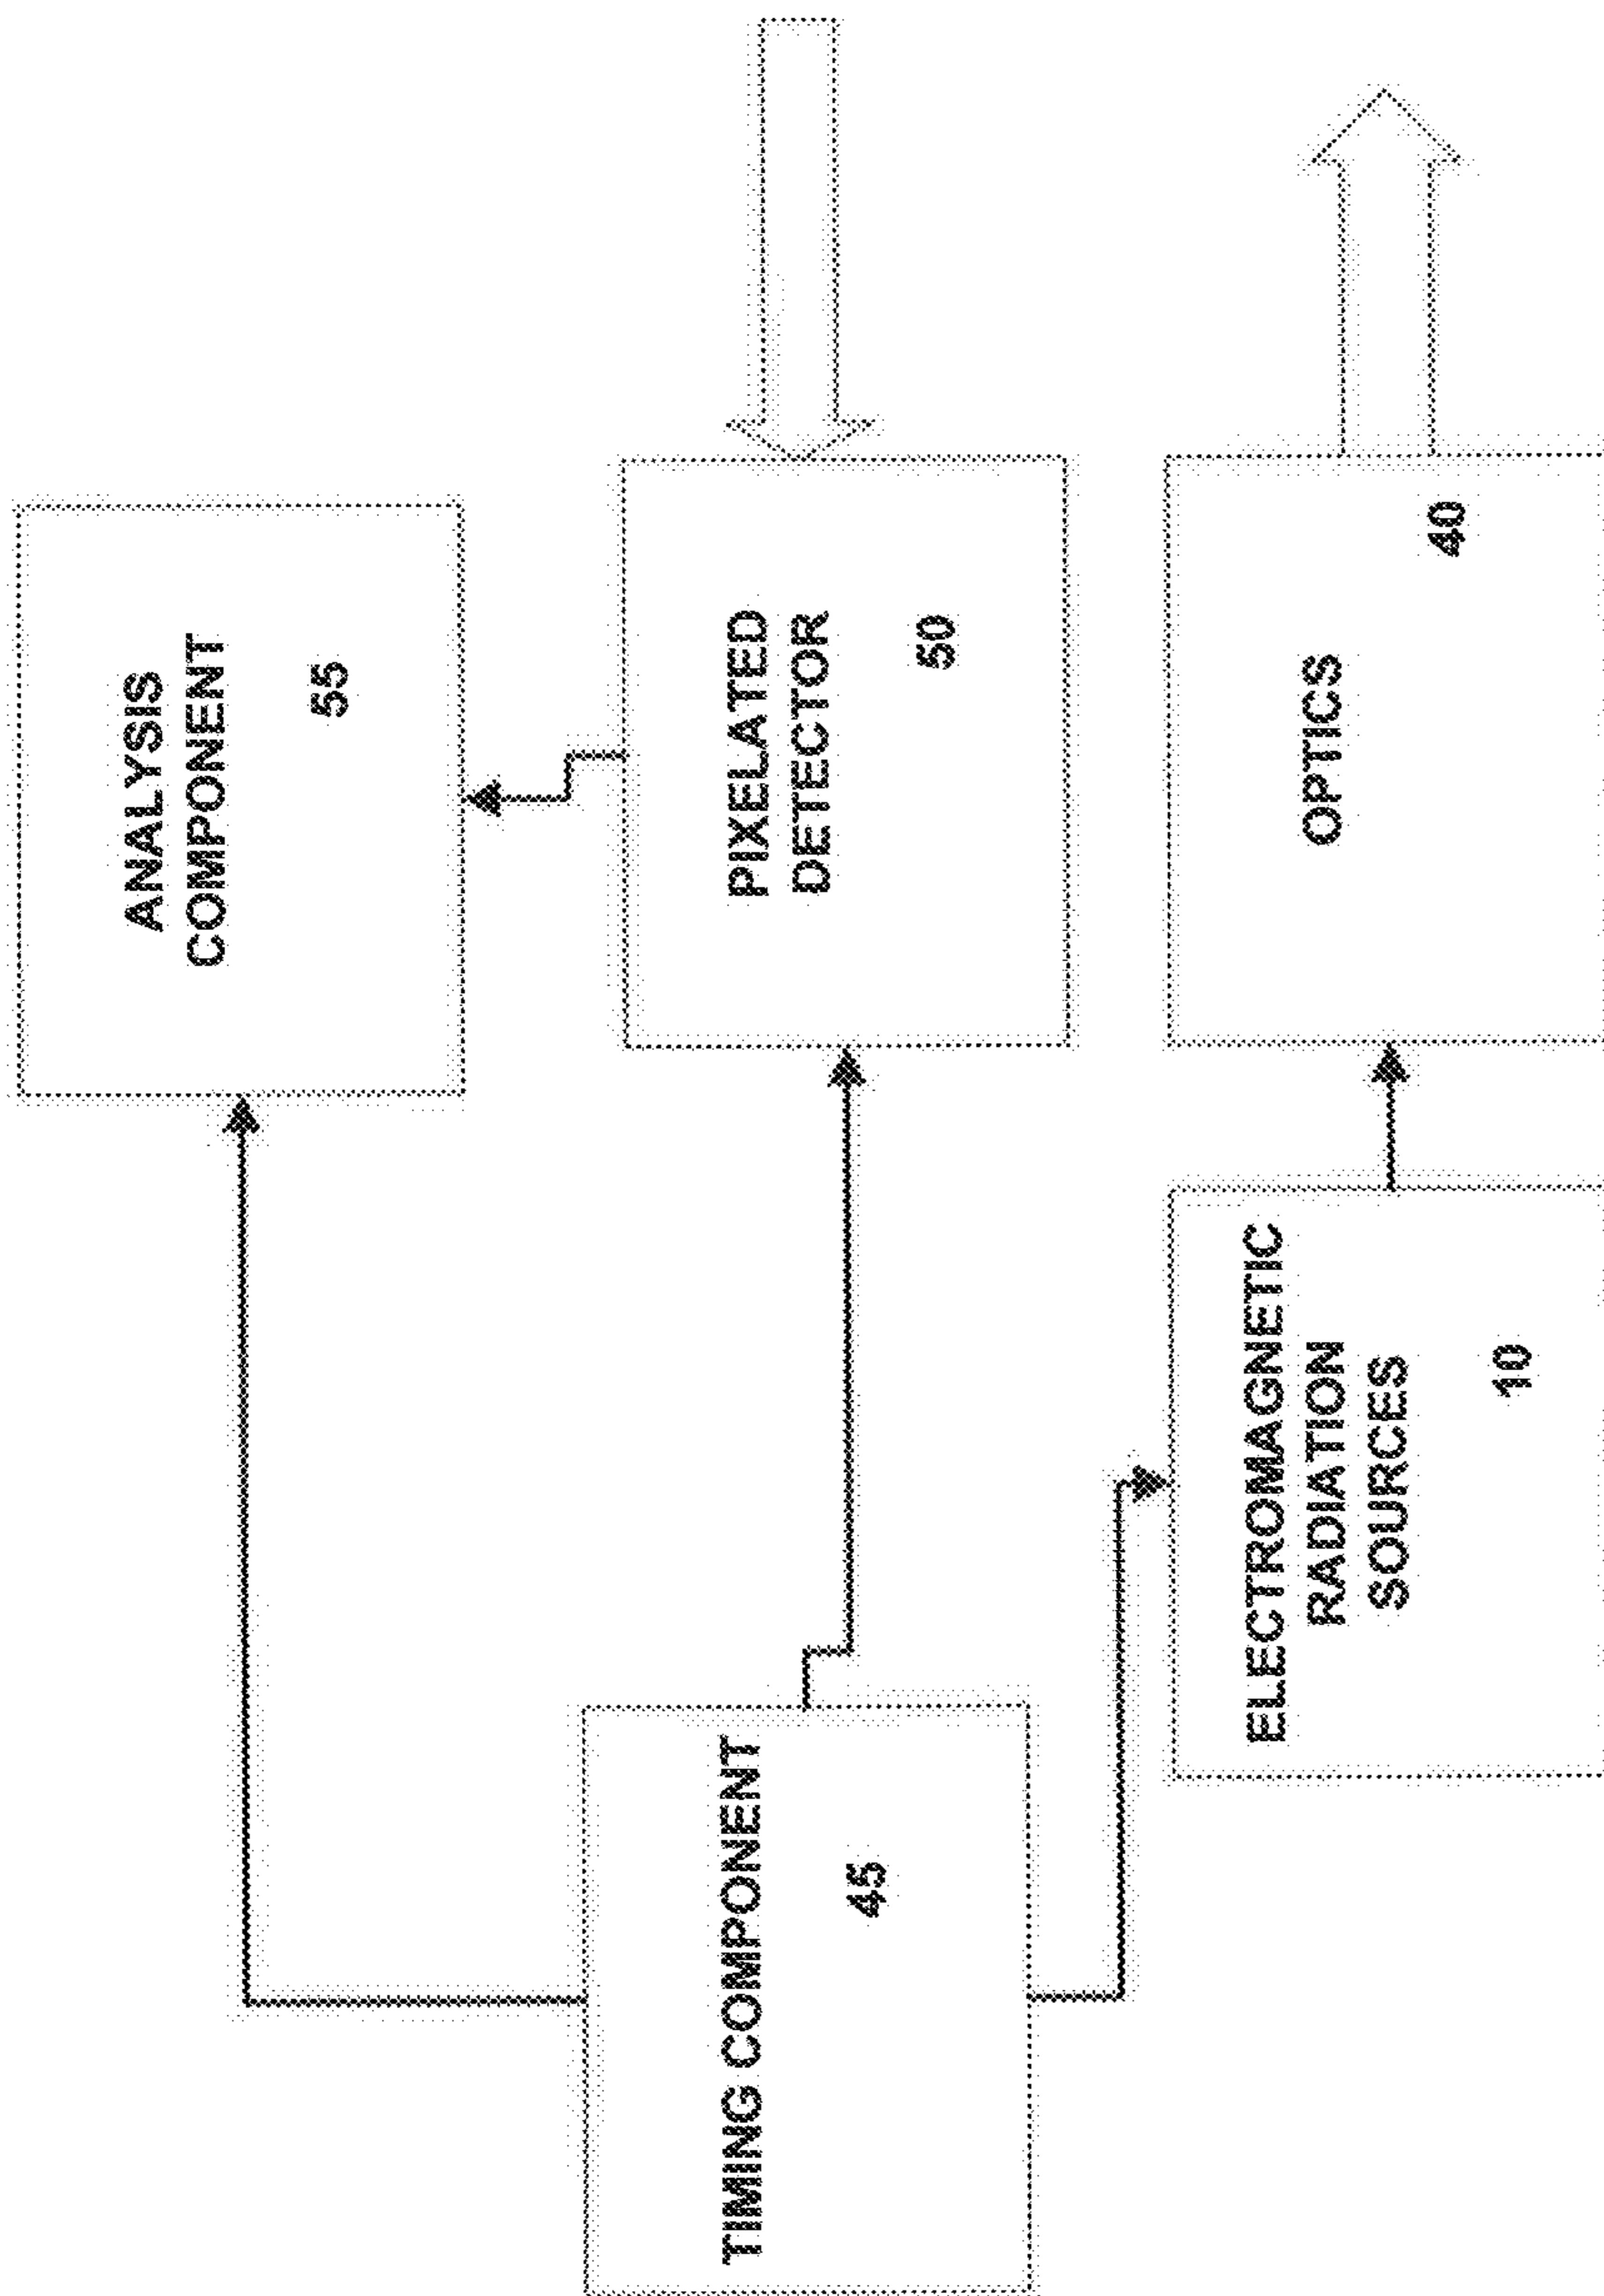 ANALYSIS
COMPONENT
55
PIXELATED
DETECTOR
50
OPTICS
40
TIMING COMPONENT
45
ELECTROMAGNETIC
RADIATION
SOURCES
10